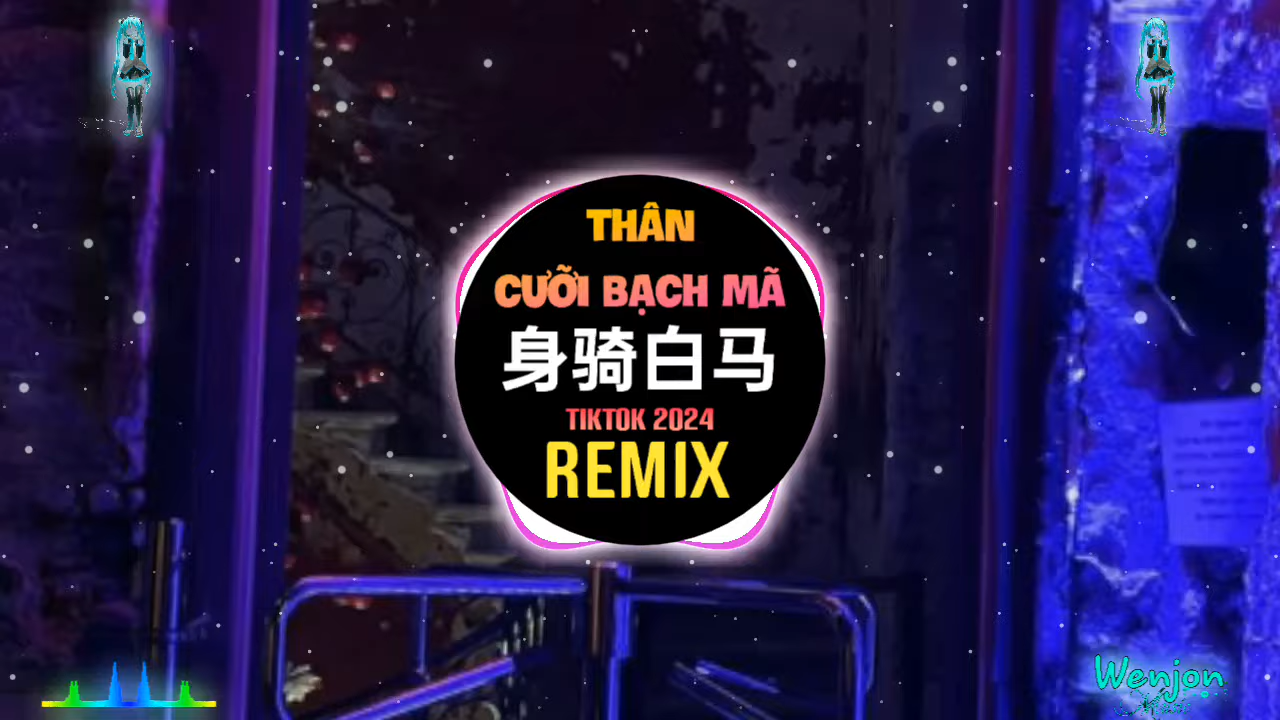 THÂN
CƯỠI BẠCH MÃ
身骑白马
TIKTOK 2024
REMIX
Wenjon